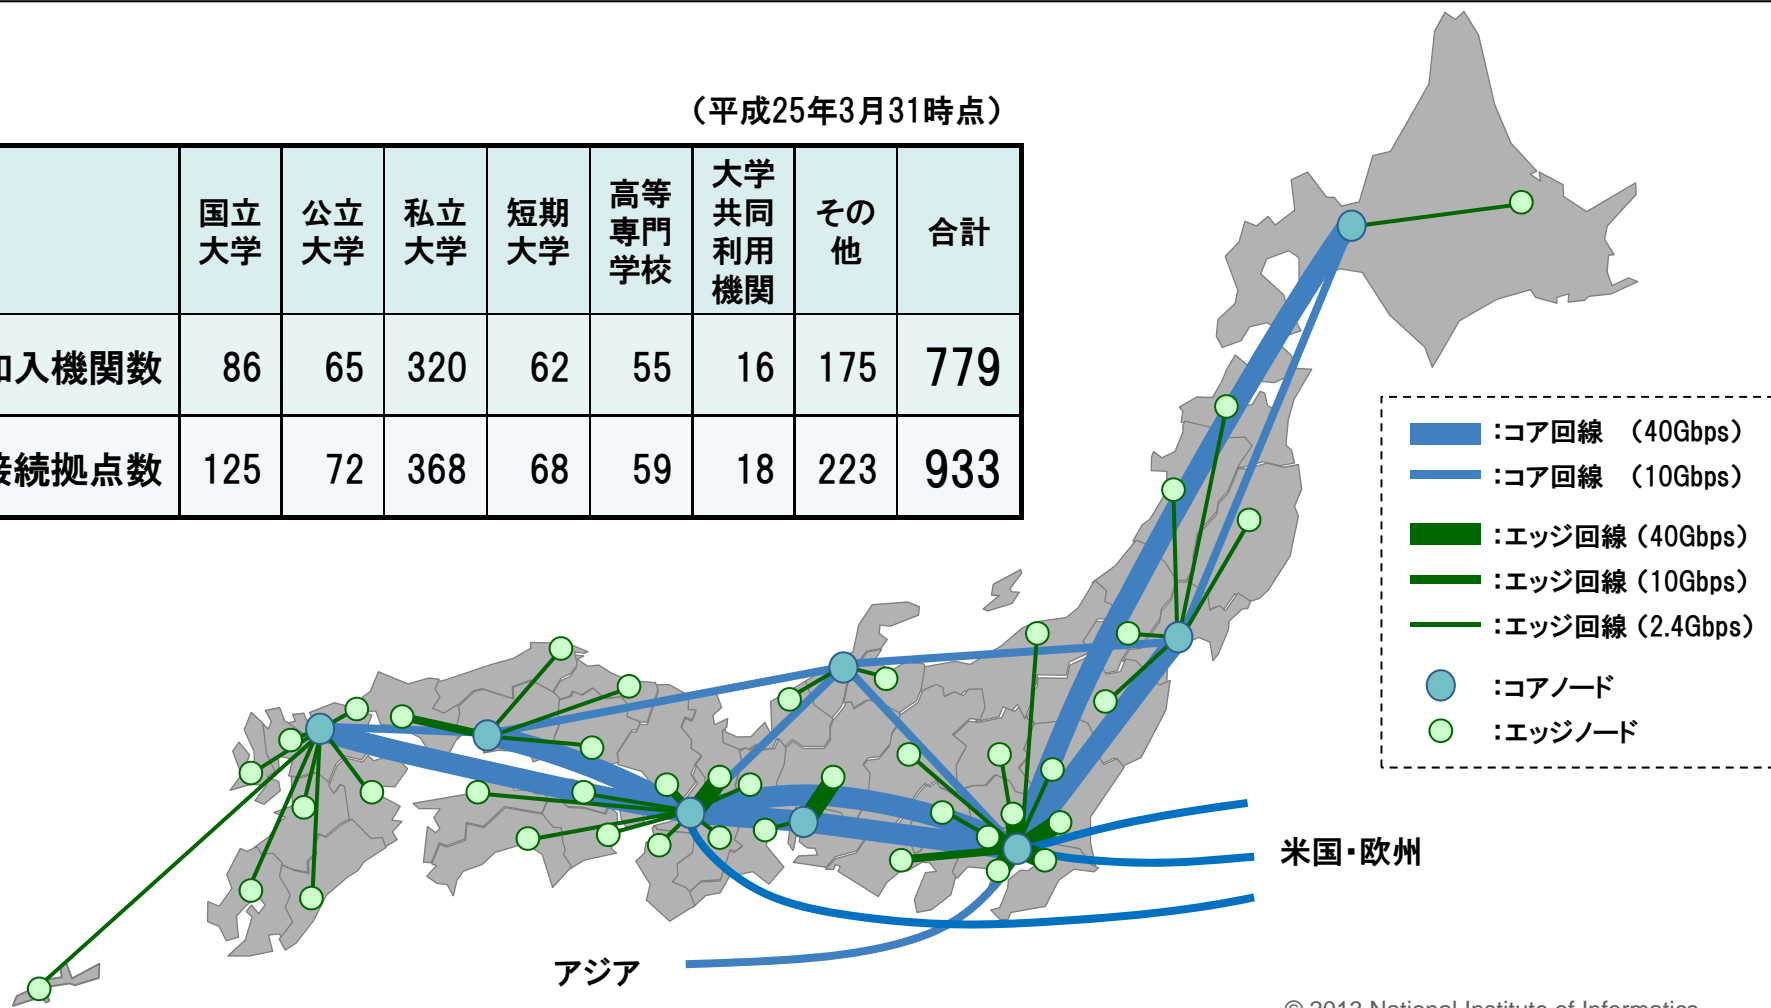 （平成25年3月31時点）
国立大学 公立大学 私立大学 短期大学 高等専門学校 大学共同利用機関 その他 合計
加入機関数 86 65 320 62 55 16 175 779
接続拠点数 125 72 368 68 59 18 223 933
：コア回線 （40Gbps）
：コア回線 （10Gbps）
：エッジ回線（40Gbps）
：エッジ回線（10Gbps）
：エッジ回線（2.4Gbps）
：コアノード
：エッジノード
米国・欧州
アジア
© 2013 National Institute of Informatics